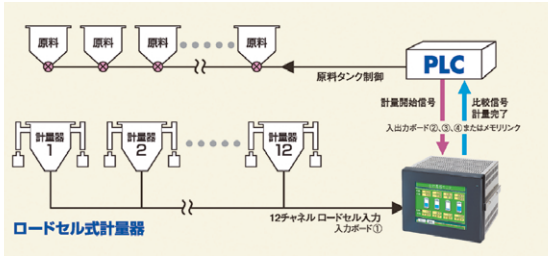 原料 原料 原料 原料
PLC
原料タンク制御
計量開始信号
比較信号
計量完了
入出力ボード②、③、④またはメモリリンク
計量器 計量器 計量器
1 2 12
12チャネル ロードセル入力
入力ボード①
ロードセル式計量器